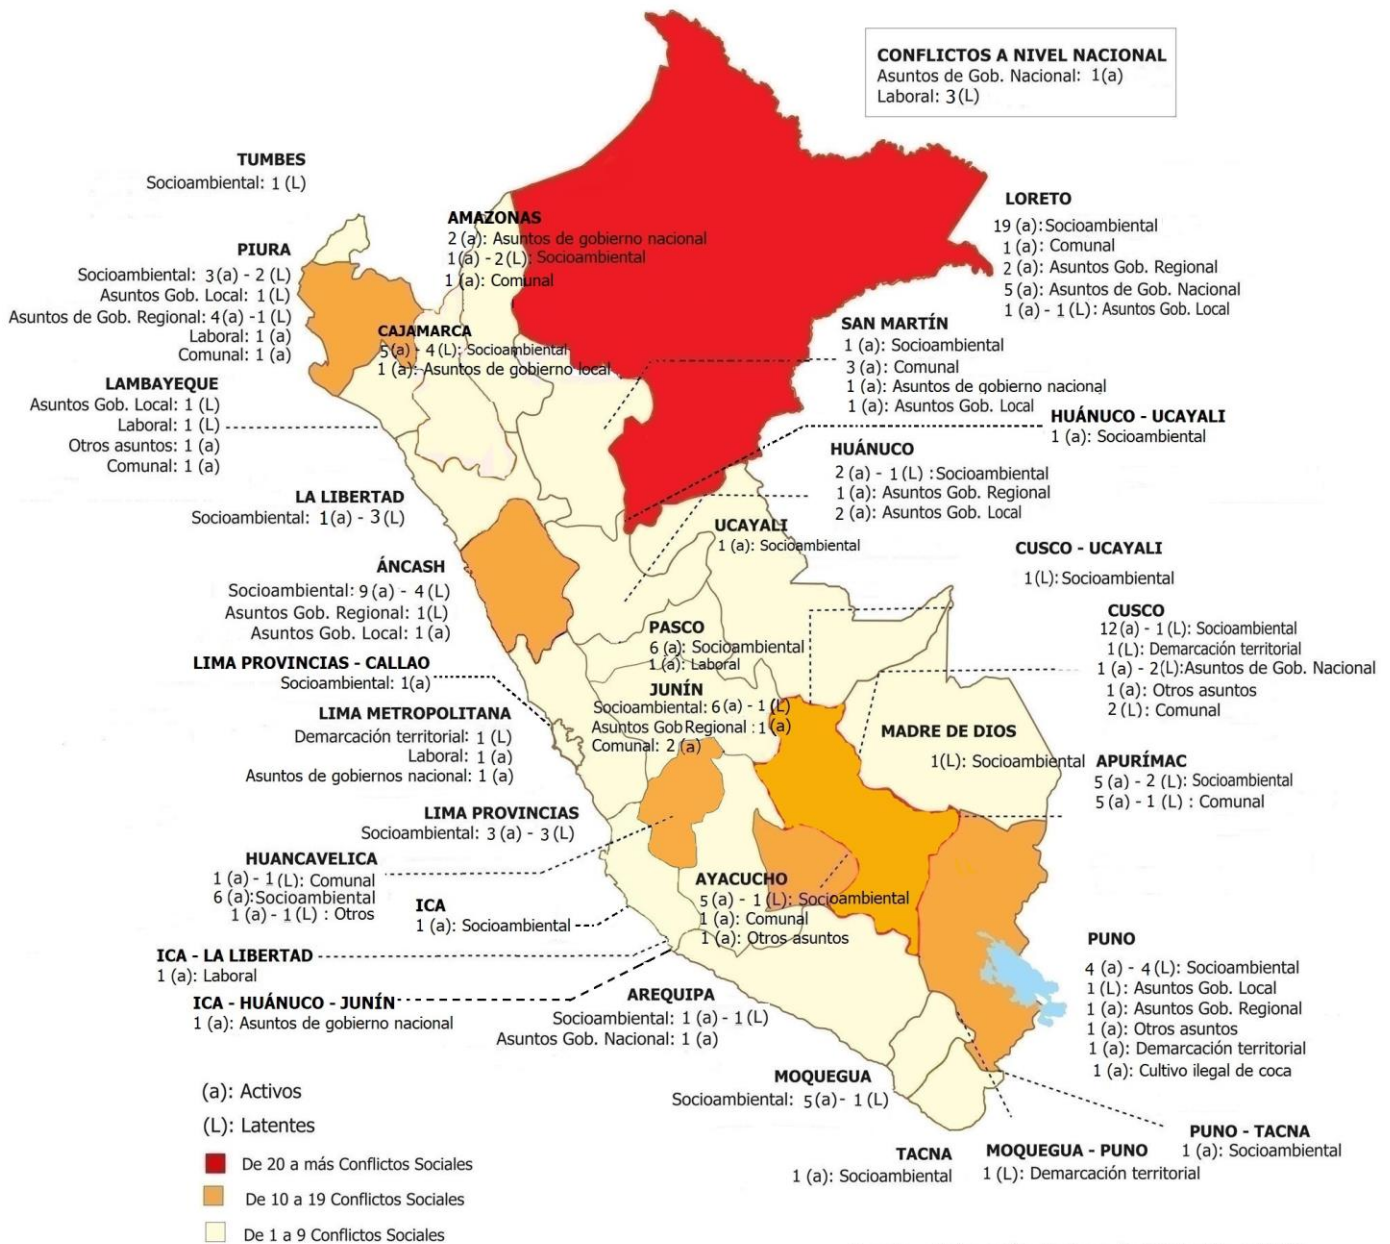 CONFLICTOS A NIVEL NACIONAL
Asuntos de Gob. Nacional: 1(a)
Laboral: 3(L)
TUMBES
Socioambiental: 1 (L)
PIURA
Socioambiental: 3(a) - 2 (L)
Asuntos Gob. Local: 1 (L)
Asuntos de Gob. Regional: 4(a) -1(L)
Laboral: 1 (a)
Comunal: 1 (a)
LAMBAYEQUE
Asuntos Gob. Local: 1 (L)
Laboral: 1 (L)
Otros asuntos: 1 (a)
Comunal: 1 (a)
AMAZONAS
2 (a): Asuntos de gobierno nacional
1(a) - 2(L): Socioambiental
1 (a): Comunal
CAJAMARCA
5(a) - 4(L): Socioambiental
1 (a): Asuntos de gobierno local
LORETO
19 (a):Socioambiental
1(a): Comunal
2 (a): Asuntos Gob. Regional
5(a): Asuntos de Gob. Nacional
1 (a) - 1(L): Asuntos Gob. Local
SAN MARTÍN
1 (a): Socioambiental
3(a): Comunal
1(a): Asuntos de gobierno nacional
1(a): Asuntos Gob. Local
HUÁNUCO - UCAYALI
1 (a): Socioambiental
HUÁNUCO
2 (a) - 1(L) :Socioambiental
1(a): Asuntos Gob. Regional
2 (a): Asuntos Gob. Local
LA LIBERTAD
Socioambiental: 1(a) - 3(L)
UCAYALI
1 (a): Socioambiental
CUSCO - UCAYALI
1(L): Socioambiental
ÁNCASH
Socioambiental: 9(a) - 4(L)
Asuntos Gob. Regional: 1(L)
Asuntos Gob. Local: 1 (a)
CUSCO
12(a) - 1(L): Socioambiental
1(L): Demarcación territorial
1 (a) - 2(L):Asuntos de Gob. Nacional
1(a): Otros asuntos
2 (L): Comunal
PASCO
6(a): Socioambiental
1(a): Laboral
LIMA PROVINCIAS - CALLAO
Socioambiental: 1(a)
JUNÍN
Socioambiental: 6(a) - 1(L)
Asuntos Gob Regional : 1(a)
Comunal: 2(a)
LIMA METROPOLITANA
Demarcación territorial: 1 (L)
Laboral: 1 (a)
Asuntos de gobiernos nacional: 1 (a)
MADRE DE DIOS
1(L): Socioambiental
APURÍMAC
5 (a) - 2 (L): Socioambiental
5(a) - 1(L) : Comunal
LIMA PROVINCIAS
Socioambiental: 3 (a) - 3(L)
HUANCAVELICA
1(a) - 1(L): Comunal
6(a):Socioambiental
1(a) - 1(L) : Otros
ICA
1 (a): Socioambiental
AYACUCHO
5(a) - 1(L): Socioambiental
1(a): Comunal
1(a): Otros asuntos
ICA - LA LIBERTAD
1 (a): Laboral
ICA - HUÁNUCO - JUNÍN
1 (a): Asuntos de gobierno nacional
AREQUIPA
Socioambiental: 1 (a) - 1(L)
Asuntos Gob. Nacional: 1 (a)
PUNO
4 (a) - 4(L): Socioambiental
1(L): Asuntos Gob. Local
1(a): Asuntos Gob. Regional
1(a): Otros asuntos
1(a): Demarcación territorial
1 (a): Cultivo ilegal de coca
MOQUEGUA
Socioambiental: 5(a)- 1(L)
TACNA
1 (a): Socioambiental
MOQUEGUA - PUNO
1 (L): Demarcación territorial
PUNO - TACNA
1 (a): Socioambiental
(a): Activos
(L): Latentes
De 20 a más Conflictos Sociales
De 10 a 19 Conflictos Sociales
De 1 a 9 Conflictos Sociales